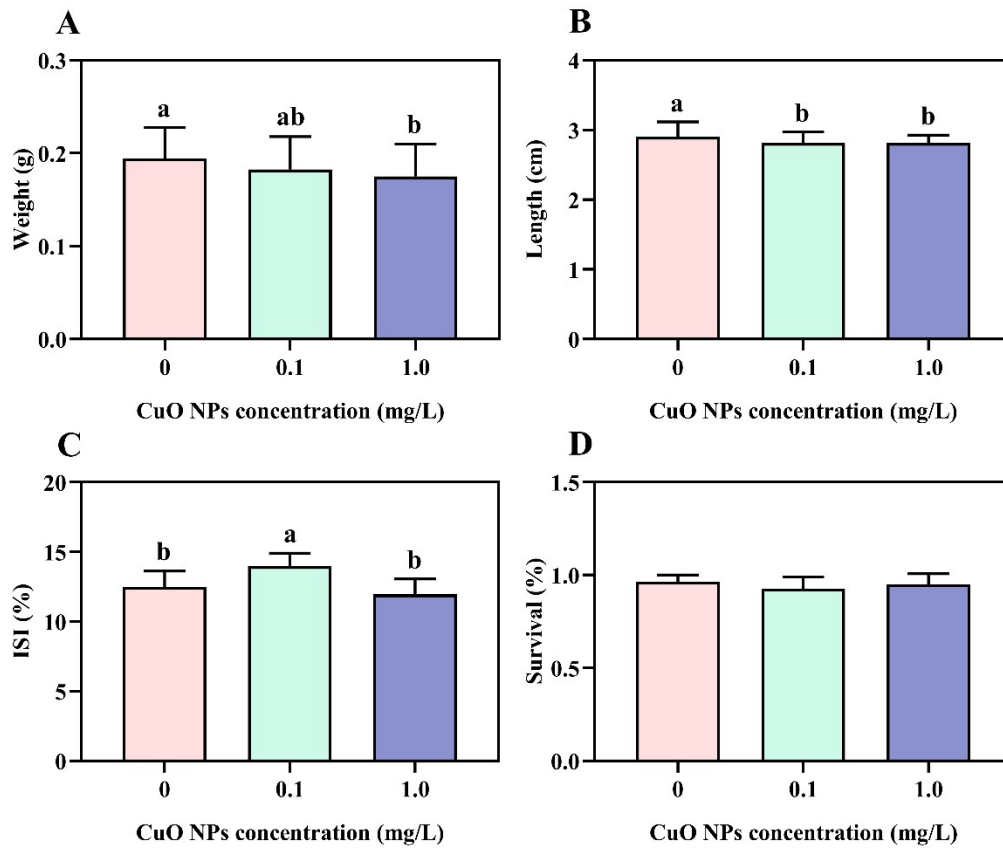 A
0.3
0.2
0.1
0.0
Weight (g)
a
ab
b
0
0.1
1.0
CuO NPs concentration (mg/L)
B
4
3
2
1
0
Length (cm)
a
b
b
0
0.1
1.0
CuO NPs concentration (mg/L)
C
20
15
10
5
0
ISI (%)
b
a
b
0
0.1
1.0
CuO NPs concentration (mg/L)
D
1.5
1.0
0.5
0.0
Survival (%)
0
0.1
1.0
CuO NPs concentration (mg/L)